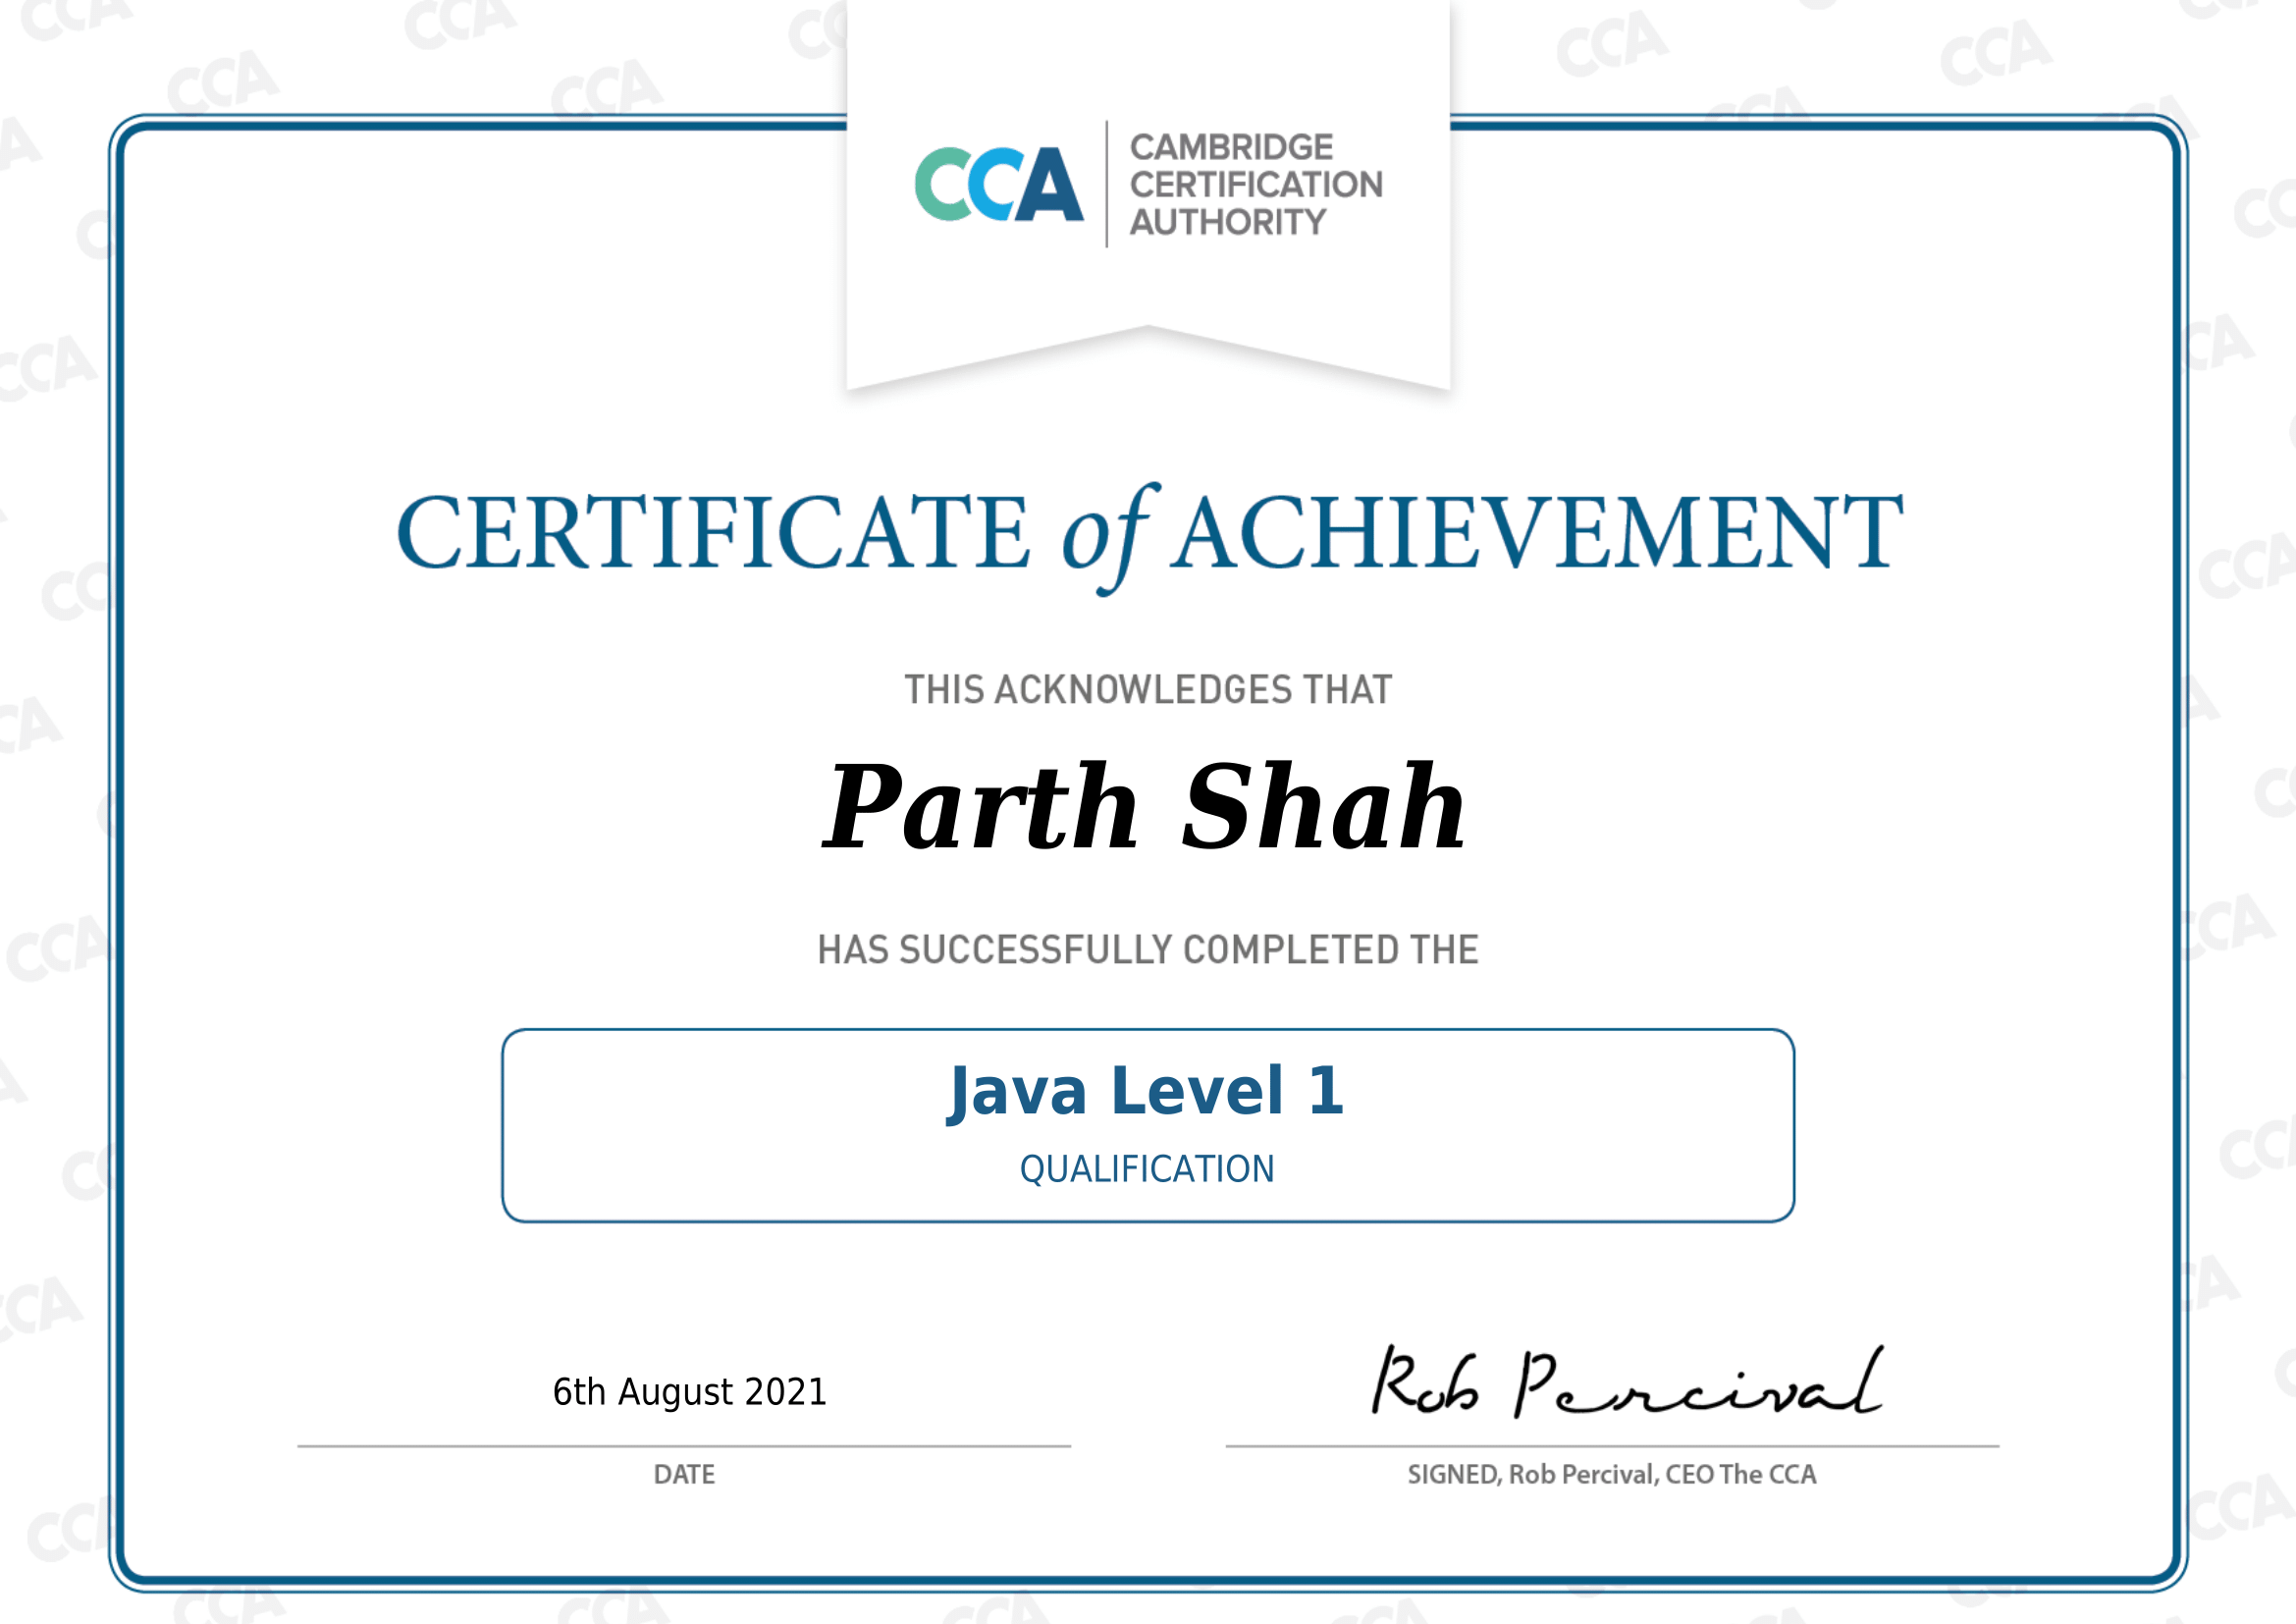 CCA
CAMBRIDGE
CERTIFICATION
AUTHORITY
CERTIFICATE of ACHIEVEMENT
THIS ACKNOWLEDGES THAT
Parth Shah
HAS SUCCESSFULLY COMPLETED THE
Java Level 1
QUALIFICATION
6th August 2021
Rob Percival
DATE
SIGNED, Rob Percival, CEO The CCA